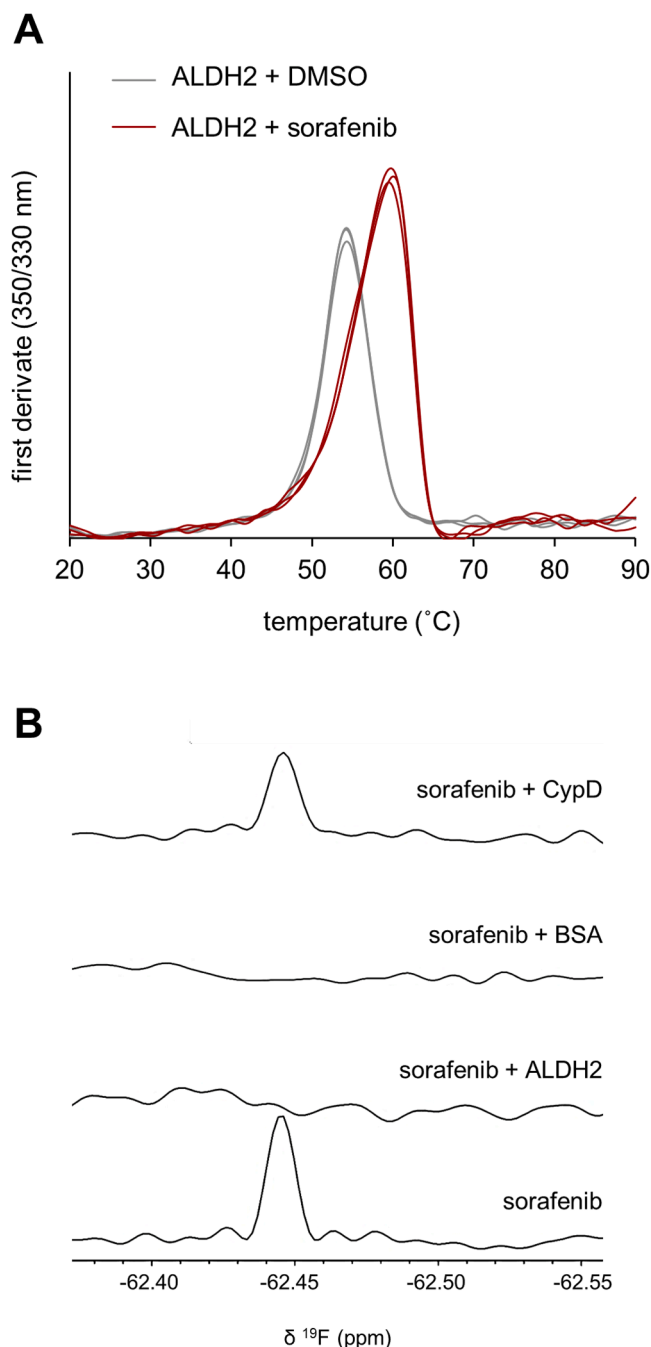 A
ALDH2 + DMSO
ALDH2 + sorafenib
first derivate (350/330 nm)
20 30 40 50 60 70 80 90
temperature (˚C)
B
sorafenib + CypD
sorafenib + BSA
sorafenib + ALDH2
sorafenib
-62.40 -62.45 -62.50 -62.55
δ ¹⁹F (ppm)